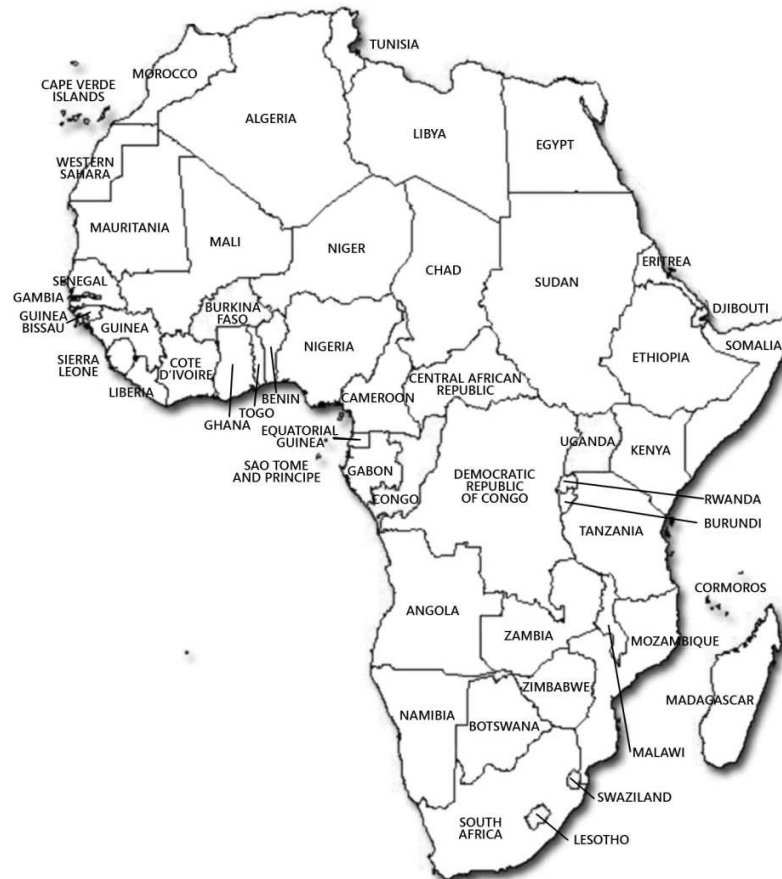 TUNISIA
MOROCCO
CAPE VERDE
ISLANDS
ALGERIA
LIBYA
EGYPT
WESTERN
SAHARA
MAURITANIA
MALI
NIGER
CHAD
SUDAN
ERITREA
SENEGAL
GAMBIA
GUINEA
BISSAU
GUINEA
BURKINA
FASO
DJIBOUTI
SOMALIA
NIGERIA
ETHIOPIA
SIERRA
LEONE
COTE
D'IVOIRE
CENTRAL AFRICAN
REPUBLIC
LIBERIA
BENIN
CAMEROON
TOGO
GHANA
EQUATORIAL
GUINEA
UGANDA
KENYA
SAO TOME
AND PRINCIPE
GABON
DEMOCRATIC
REPUBLIC
OF CONGO
CONGO
RWANDA
BURUNDI
TANZANIA
CORMOROS
ANGOLA
ZAMBIA
MOZAMBIQUE
ZIMBABWE
MADAGASCAR
NAMIBIA
BOTSWANA
MALAWI
SWAZILAND
SOUTH
AFRICA
LESOTHO